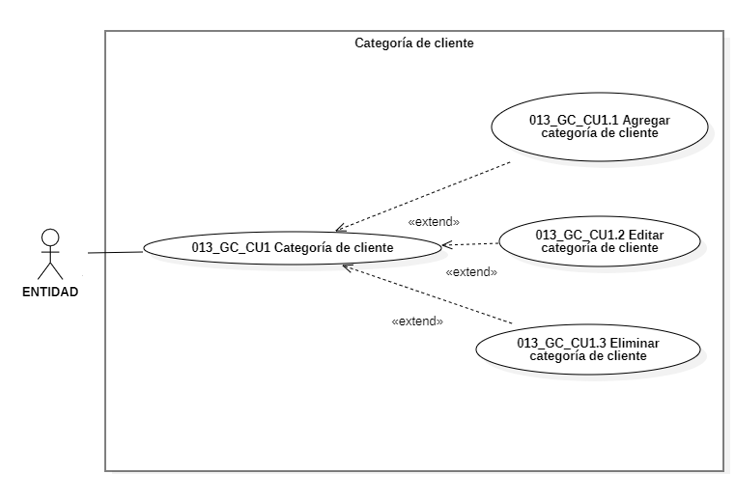 Categoría de cliente
013_GC_CU1.1 Agregar
categoría de cliente
«extend»
013_GC_CU1.2 Editar
categoría de cliente
013_GC_CU1 Categoría de cliente
«extend»
ENTIDAD
«extend»
013_GC_CU1.3 Eliminar
categoría de cliente